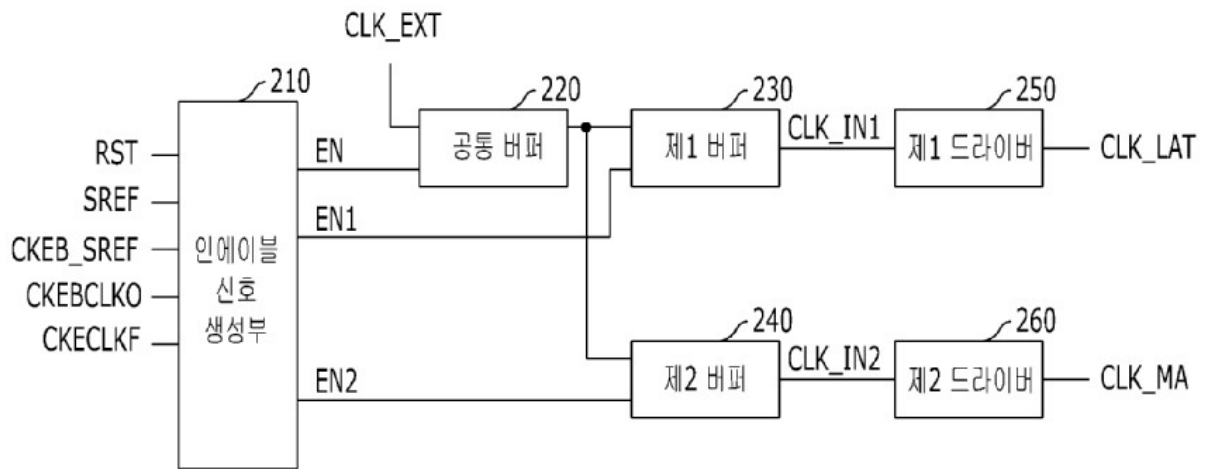 CLK_EXT
210
220
230
250
RST
SREF
CKEB_SREF
CKEBCLKO
CKECLKF
인에이블
신호
생성부
EN
EN1
EN2
공통 버퍼
제1 버퍼
CLK_IN1
제1 드라이버
CLK_LAT
240
260
제2 버퍼
CLK_IN2
제2 드라이버
CLK_MA